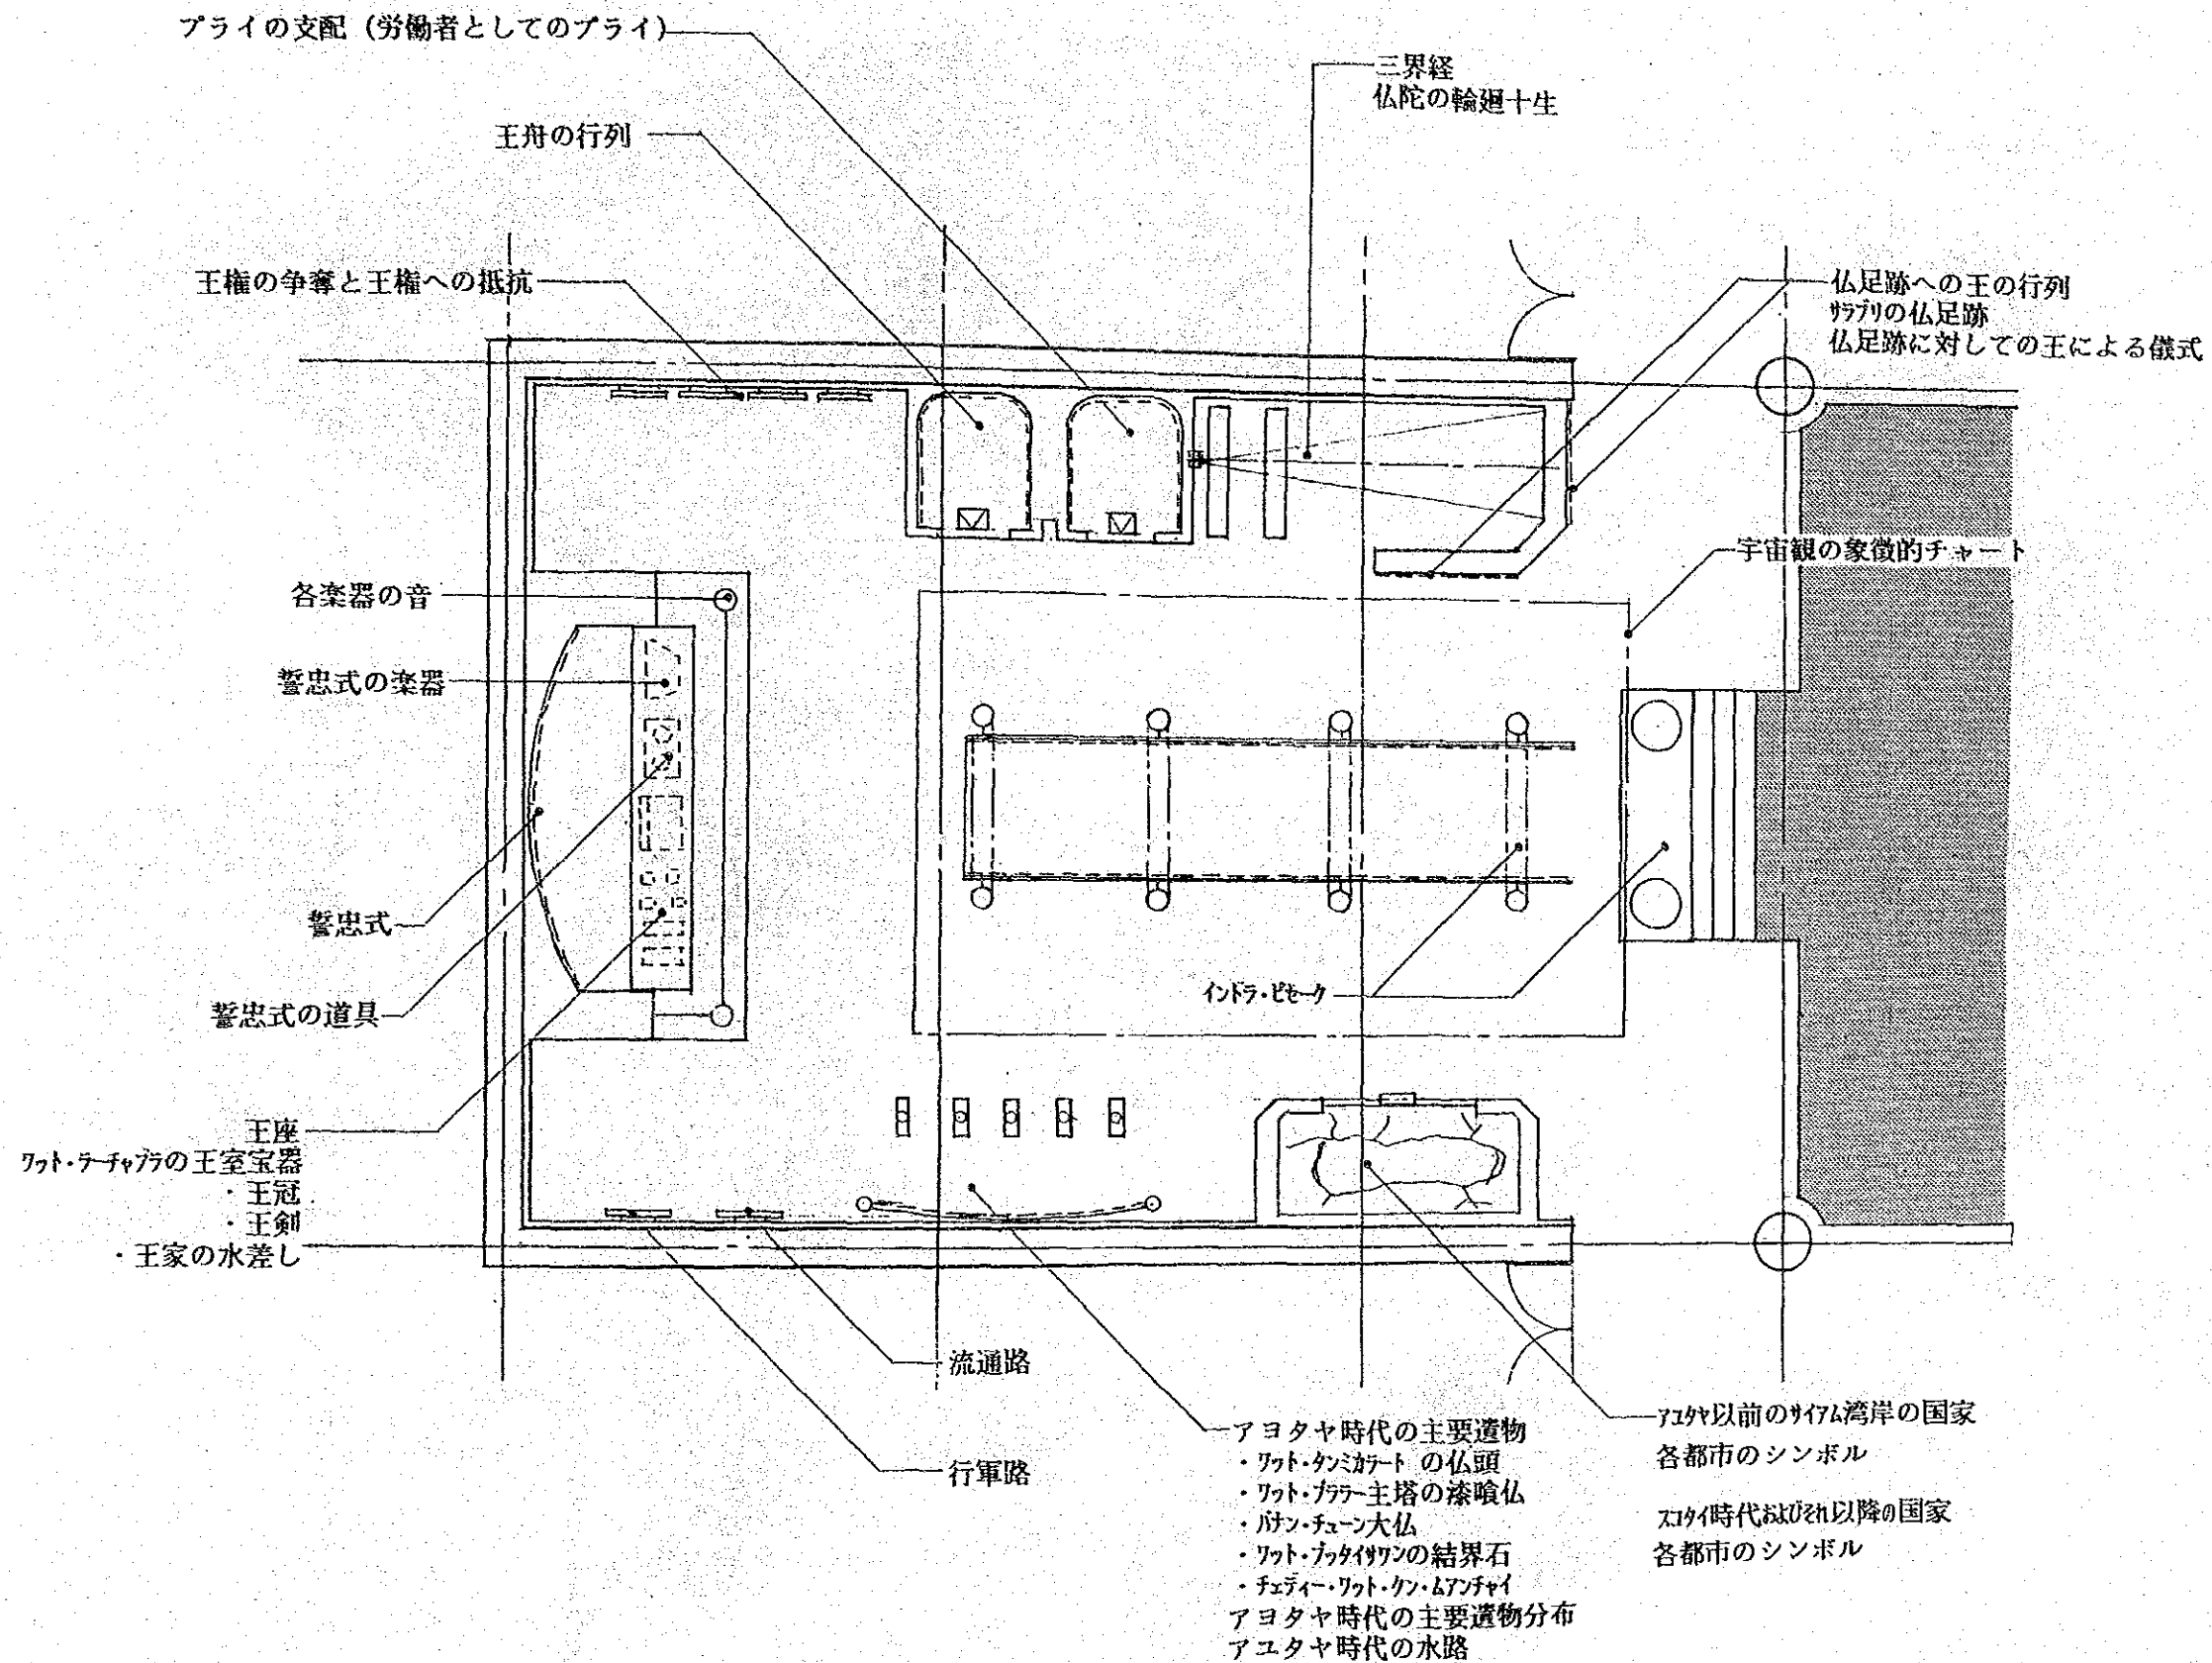 プライの支配（労働者としてのプライ）
三界経
仏陀の輪廻十生
王舟の行列
王権の争奪と王権への抵抗
仏足跡への王の行列
ｻﾗﾌﾞﾘの仏足跡
仏足跡に対しての王による儀式
宇宙観の象徴的チャート
各楽器の音
誓忠式の楽器
誓忠式
誓忠式の道具
ｲﾝﾄﾞﾗ･ﾋﾟｾｰｸ
王座
ﾜｯﾄ･ﾗｰﾁｬﾌﾞﾗの王室宝器
・王冠
・王剣
・王家の水差し
流通路
行軍路
アヨタヤ時代の主要遺物
・ﾜｯﾄ･ﾀﾝﾐｶﾗｰﾄ の仏頭
・ﾜｯﾄ･ﾌﾟﾗﾗｰ主塔の漆喰仏
・ﾊﾟﾅﾝ･ﾁｭｰﾝ大仏
・ﾜｯﾄ･ﾌﾟｯﾀｲｻﾜﾝの結界石
・ﾁｪﾃﾞｨｰ･ﾜｯﾄ･ｸﾝ･ﾑｱﾝﾁｬｲ
アヨタヤ時代の主要遺物分布
アユタヤ時代の水路
ｱﾕﾀﾔ以前のｻｲｱﾑ湾岸の国家
各都市のシンボル
ｽｺﾀｲ時代およびそれ以降の国家
各都市のシンボル